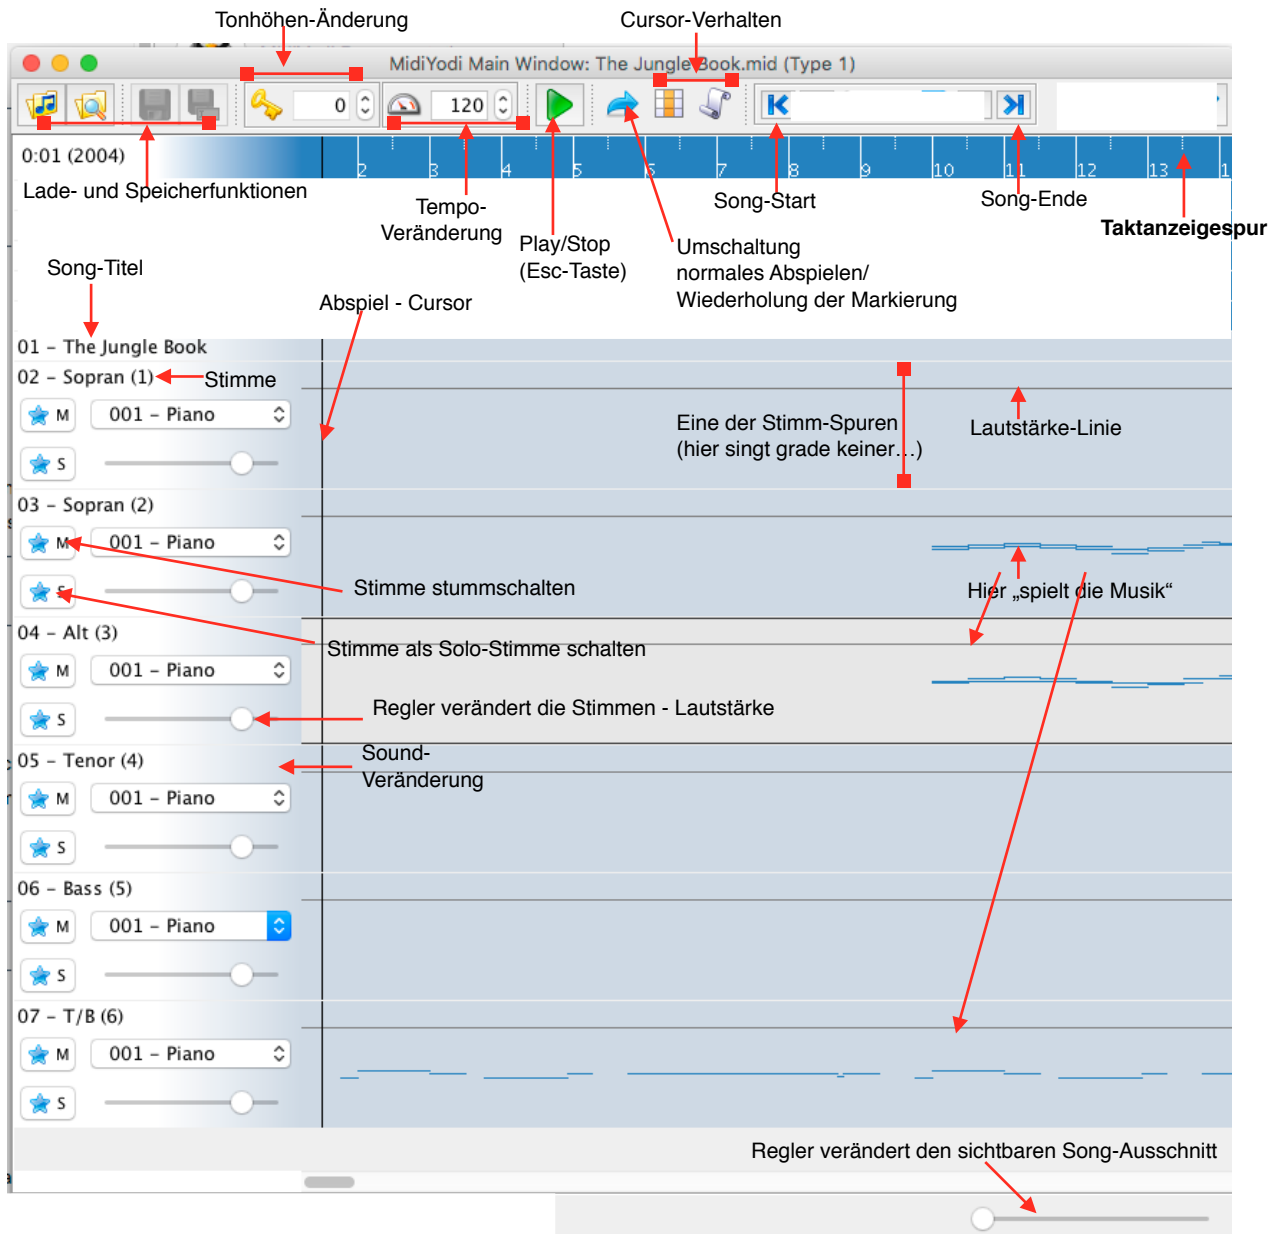 Tonhöhen-Änderung
Cursor-Verhalten
MidiYodi Main Window: The Jungle Book.mid (Type 1)
0
120
0:01 (2004)
2 3 4 5 6 7 8 9 10 11 12 13 1
Lade- und Speicherfunktionen
Tempo-
Veränderung
Play/Stop
(Esc-Taste)
Song-Start
Song-Ende
Taktanzeigespur
Umschaltung
normales Abspielen/
Wiederholung der Markierung
Song-Titel
Abspiel - Cursor
01 – The Jungle Book
02 – Sopran (1)
Stimme
M 001 – Piano
S
Eine der Stimm-Spuren
(hier singt grade keiner…)
Lautstärke-Linie
03 – Sopran (2)
M 001 – Piano
S
Stimme stummschalten
Hier „spielt die Musik“
04 – Alt (3)
Stimme als Solo-Stimme schalten
M 001 – Piano
S
Regler verändert die Stimmen - Lautstärke
05 – Tenor (4)
Sound-
Veränderung
M 001 – Piano
S
06 – Bass (5)
M 001 – Piano
S
07 – T/B (6)
M 001 – Piano
S
Regler verändert den sichtbaren Song-Ausschnitt